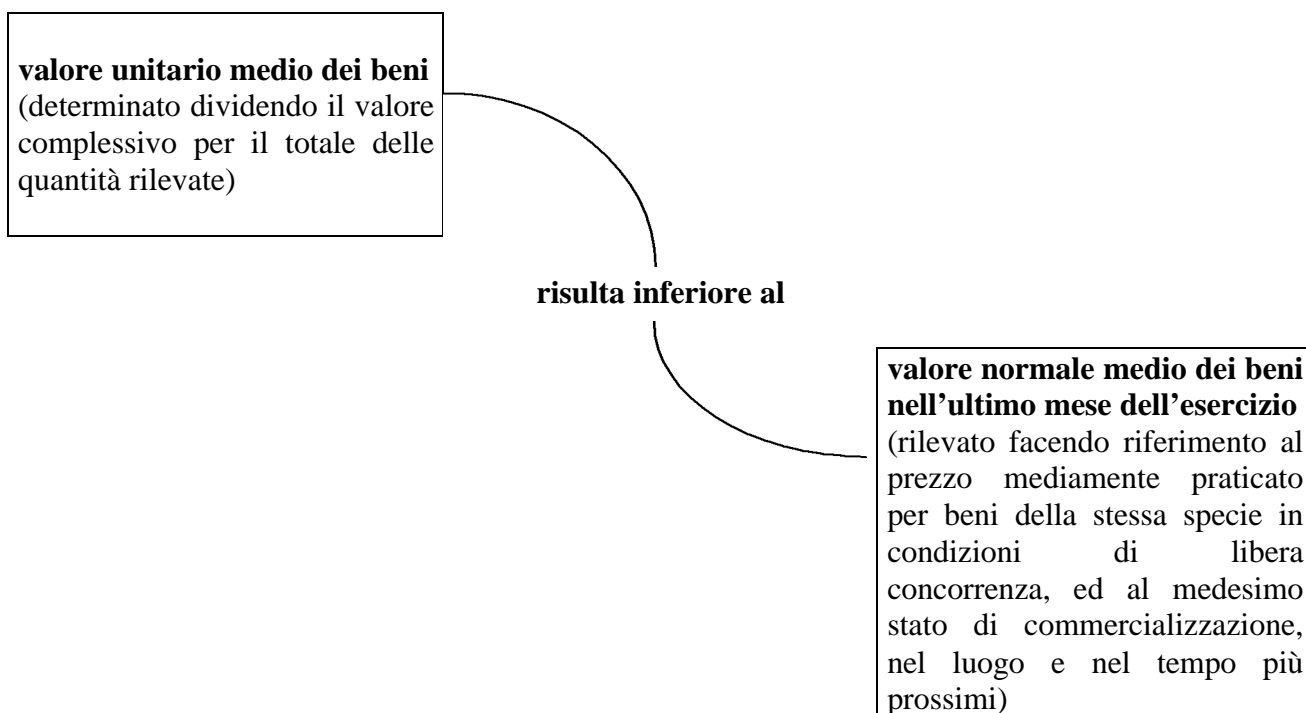 valore unitario medio dei beni
(determinato dividendo il valore
complessivo per il totale delle
quantità rilevate)
risulta inferiore al
valore normale medio dei beni
nell’ultimo mese dell’esercizio
(rilevato facendo riferimento al
prezzo mediamente praticato
per beni della stessa specie in
condizioni di libera
concorrenza, ed al medesimo
stato di commercializzazione,
nel luogo e nel tempo più
prossimi)